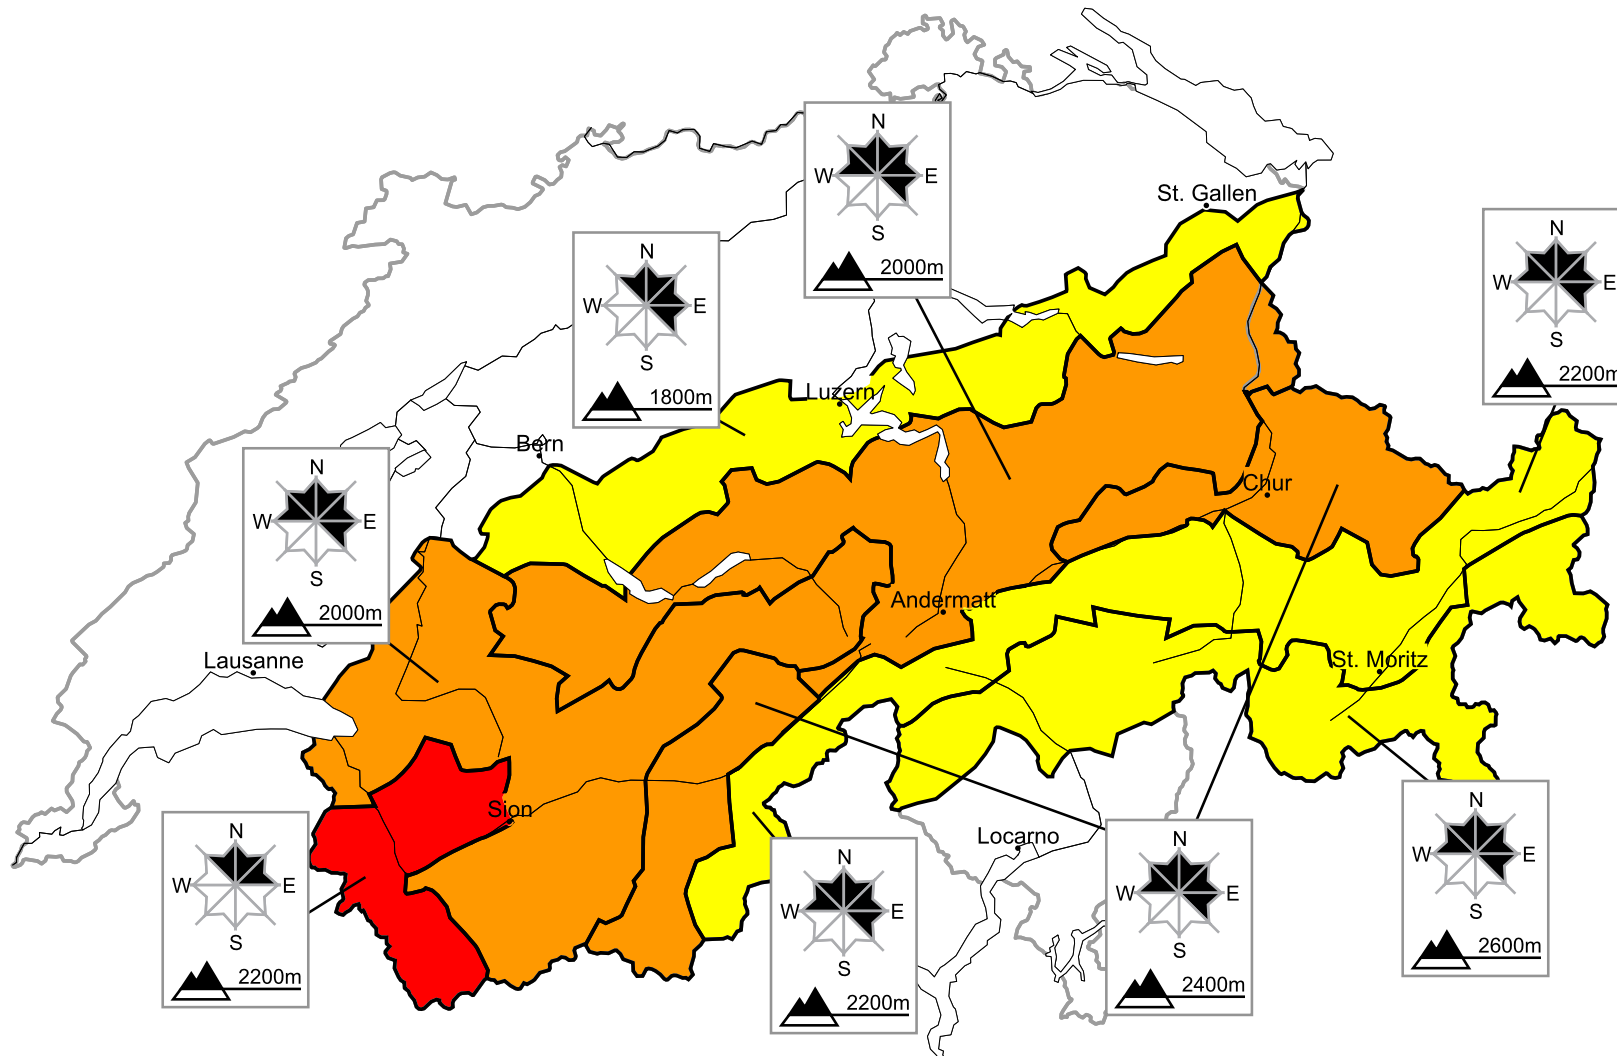 N
W E
S
2000m
St. Gallen
N
W E
S
2200m
N
W E
S
1800m
Luzern
Bern
N
W E
S
2000m
Chur
Andermatt
Lausanne
St. Moritz
Sion
Locarno
N
W E
S
2200m
N
W E
S
2200m
N
W E
S
2400m
N
W E
S
2600m